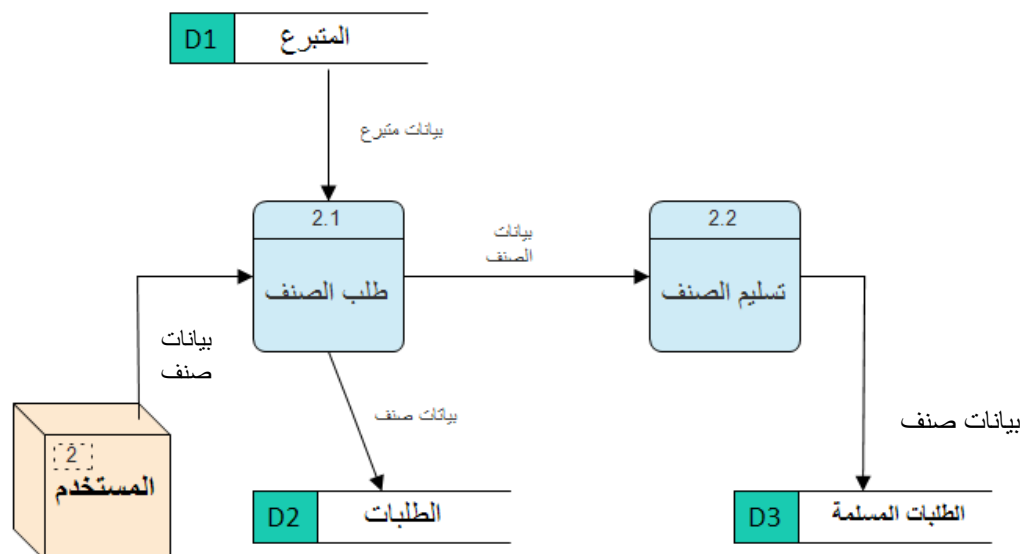 D1
المتبرع
بيانات متبرع
2.1
طلب الصنف
بيانات
الصنف
2.2
تسليم الصنف
بيانات
صنف
بيانات صنف
بيانات صنف
2
المستخدم
D2
الطلبات
D3
الطلبات المسلمة